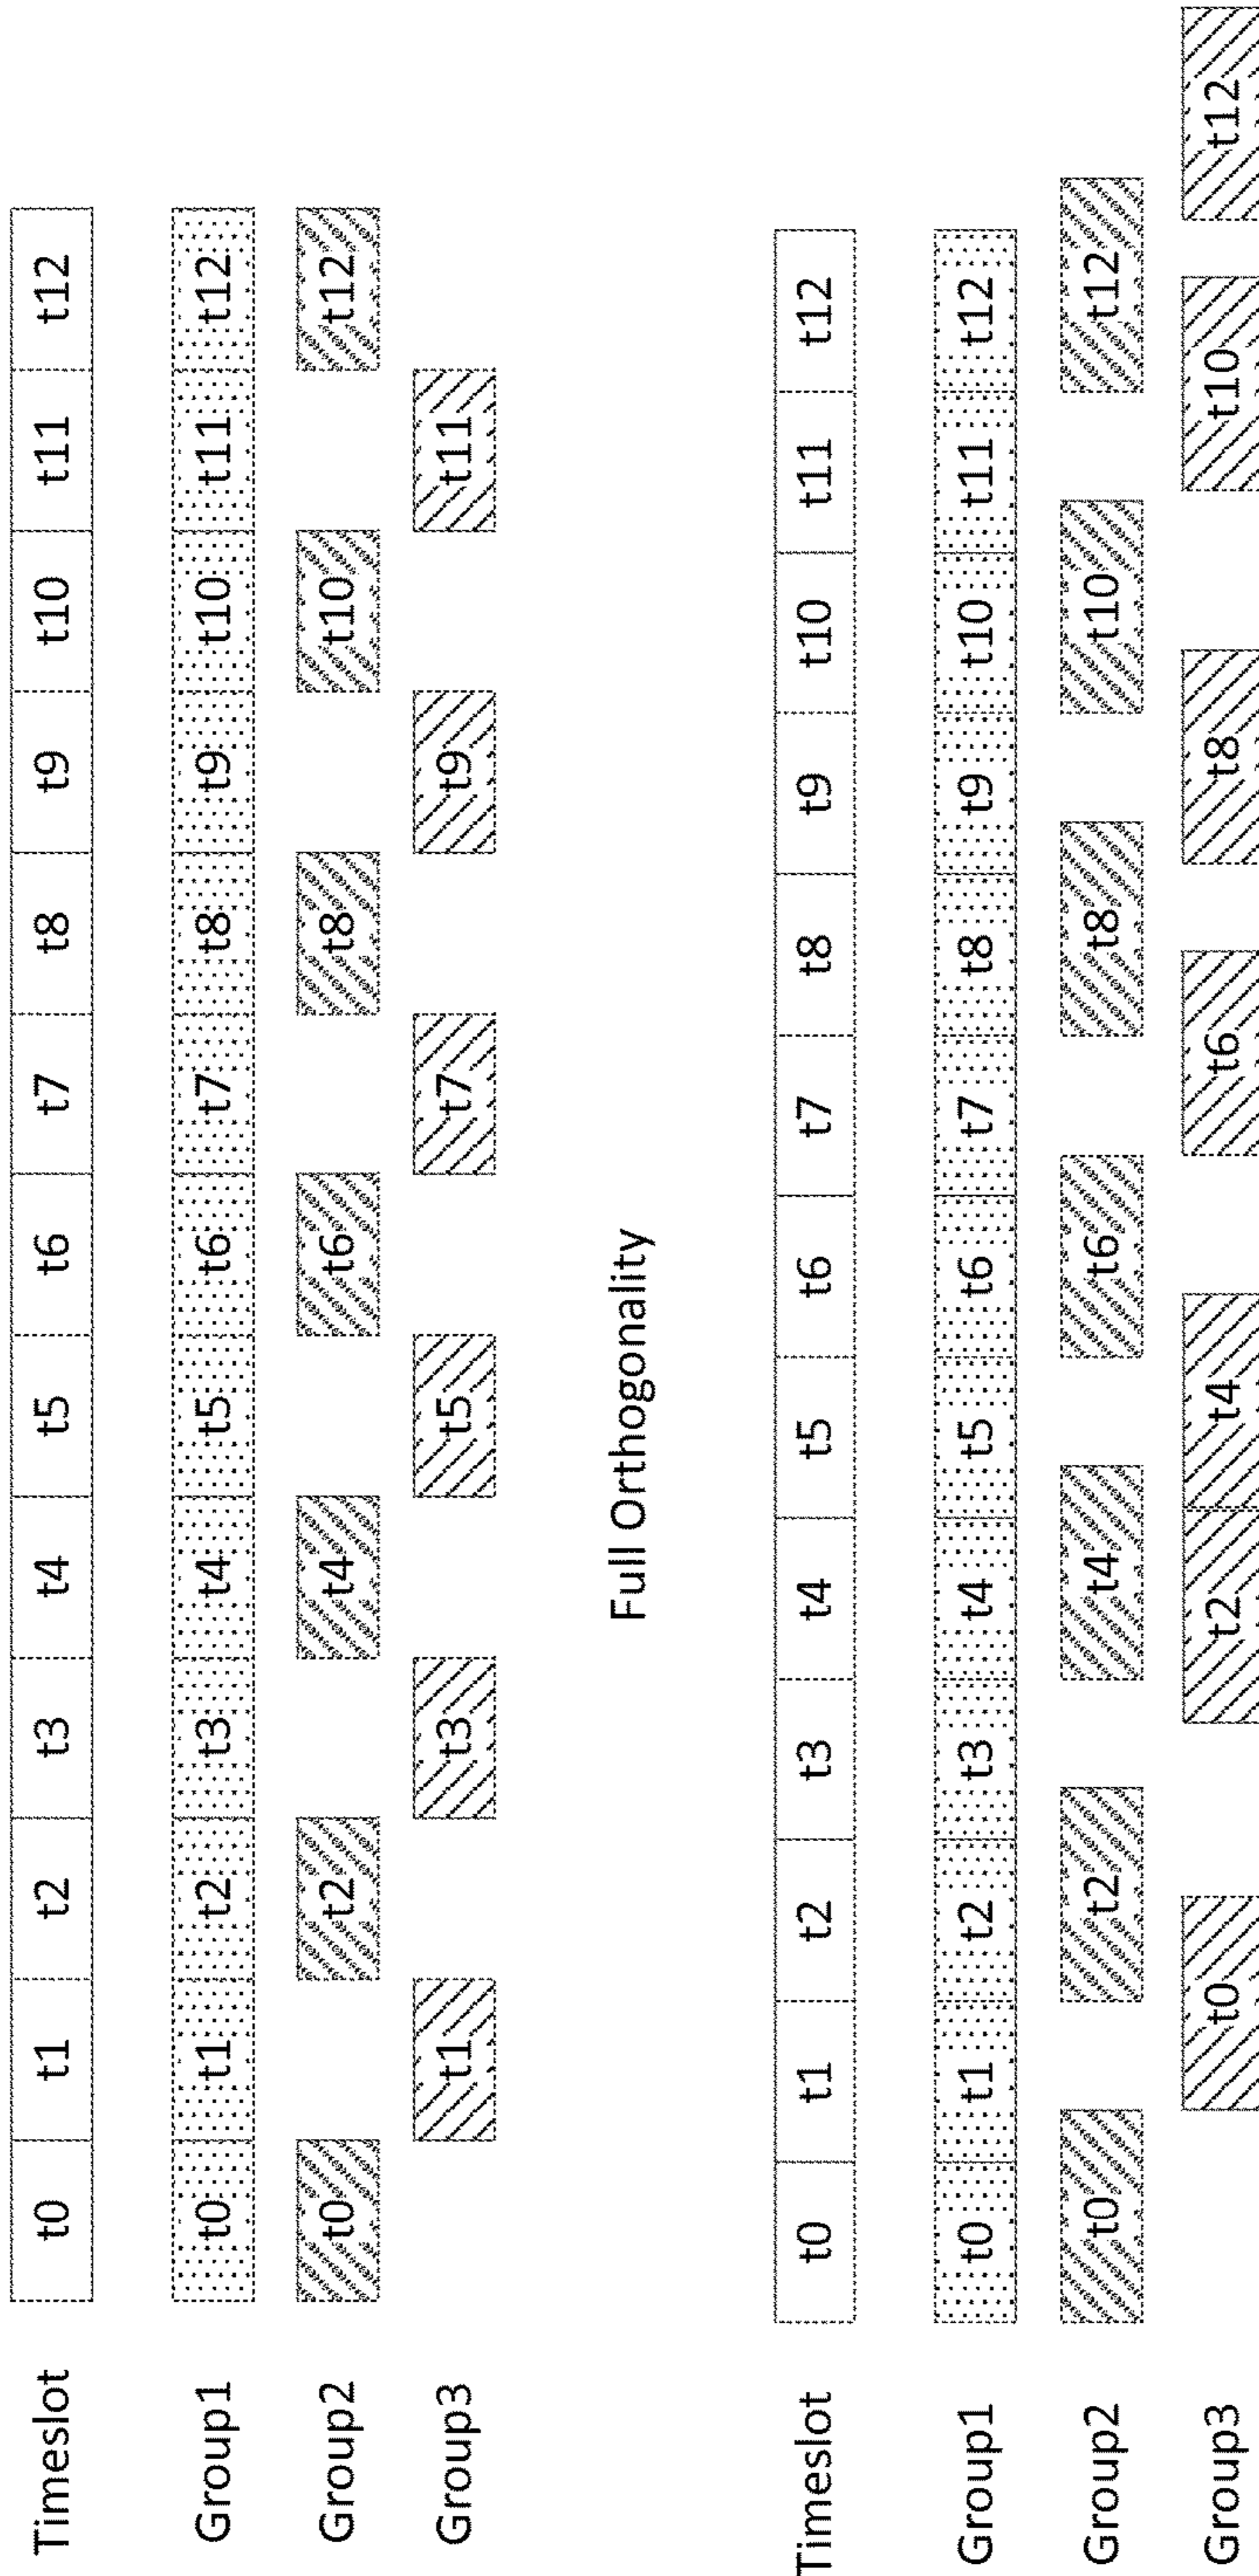 Timeslot t0 t1 t2 t3 t4 t5 t6 t7 t8 t9 t10 t11 t12
Group1 t0 t1 t2 t3 t4 t5 t6 t7 t8 t9 t10 t11 t12
Group2 t0 t2 t4 t6 t8 t10 t12
Group3 t1 t3 t5 t7 t9 t11
Full Orthogonality
Timeslot t0 t1 t2 t3 t4 t5 t6 t7 t8 t9 t10 t11 t12
Group1 t0 t1 t2 t3 t4 t5 t6 t7 t8 t9 t10 t11 t12
Group2 t0 t2 t4 t6 t8 t10 t12
Group3 t0 t2 t4 t6 t8 t10 t12